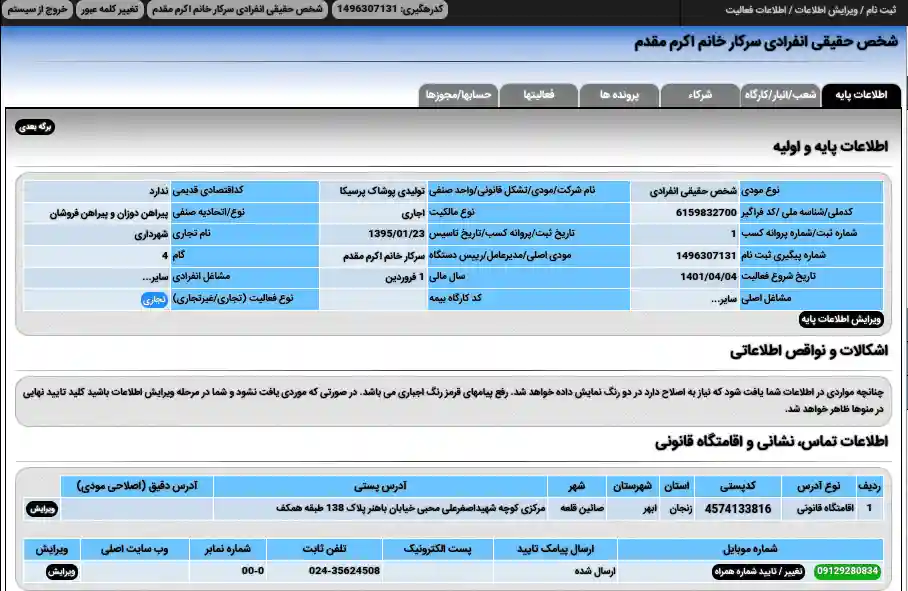 ثبت نام / ویرایش اطلاعات / اطلاعات فعالیت
کدرهگیری: 1496307131
شخص حقیقی انفرادی سرکار خانم اکرم مقدم
تغییر کلمه عبور
خروج از سیستم
شخص حقیقی انفرادی سرکار خانم اکرم مقدم
اطلاعات پایه
شعب/انبار/کارگاه
شرکاء
پرونده ها
فعالیتها
حسابها/مجوزها
برگه بعدی
اطلاعات پایه و اولیه
نوع مودی شخص حقیقی انفرادی نام شرکت/مودی/تشکل قانونی/واحد صنفی تولیدی پوشاک پرسیکا کداقتصادی قدیمی ندارد
کدملی/شناسه ملی /کد فراگیر 6159832700 نوع مالکیت اجاری نوع/اتحادیه صنفی پیراهن دوزان و پیراهن فروشان
شماره ثبت/شماره پروانه کسب 1 تاریخ ثبت/پروانه کسب/تاریخ تاسیس 1395/01/23 نام تجاری شهرداری
شماره پیگیری ثبت نام 1496307131 مودی اصلی/مدیرعامل/رییس دستگاه سرکار خانم اکرم مقدم گام 4
تاریخ شروع فعالیت 1401/04/04 سال مالی 1 فروردین مشاغل انفرادی سایر...
مشاغل اصلی سایر... کد کارگاه بیمه نوع فعالیت (تجاری/غیرتجاری) تجاری
ویرایش اطلاعات پایه
اشکالات و نواقص اطلاعاتی
چنانچه مواردی در اطلاعات شما یافت شود که نیاز به اصلاح دارد در دو رنگ نمایش داده خواهد شد. رفع پیامهای قرمز رنگ اجباری می باشد. در صورتی که موردی یافت نشود و شما در مرحله ویرایش اطلاعات باشید کلید تایید نهایی
در منوها ظاهر خواهد شد.
اطلاعات تماس، نشانی و اقامتگاه قانونی
ردیف نوع آدرس کدپستی استان شهرستان شهر آدرس پستی آدرس دقیق (اصلاحی مودی)
1 اقامتگاه قانونی 4574133816 زنجان ابهر صائین قلعه مرکزی کوچه شهیداصغرعلی محبی خیابان باهنر پلاک 138 طبقه همکف ویرایش
شماره موبایل ارسال پیامک تایید پست الکترونیک تلفن ثابت شماره نمابر وب سایت اصلی ویرایش
09129280834 تغییر / تایید شماره همراه ارسال شده 024-35624508 00-0 ویرایش